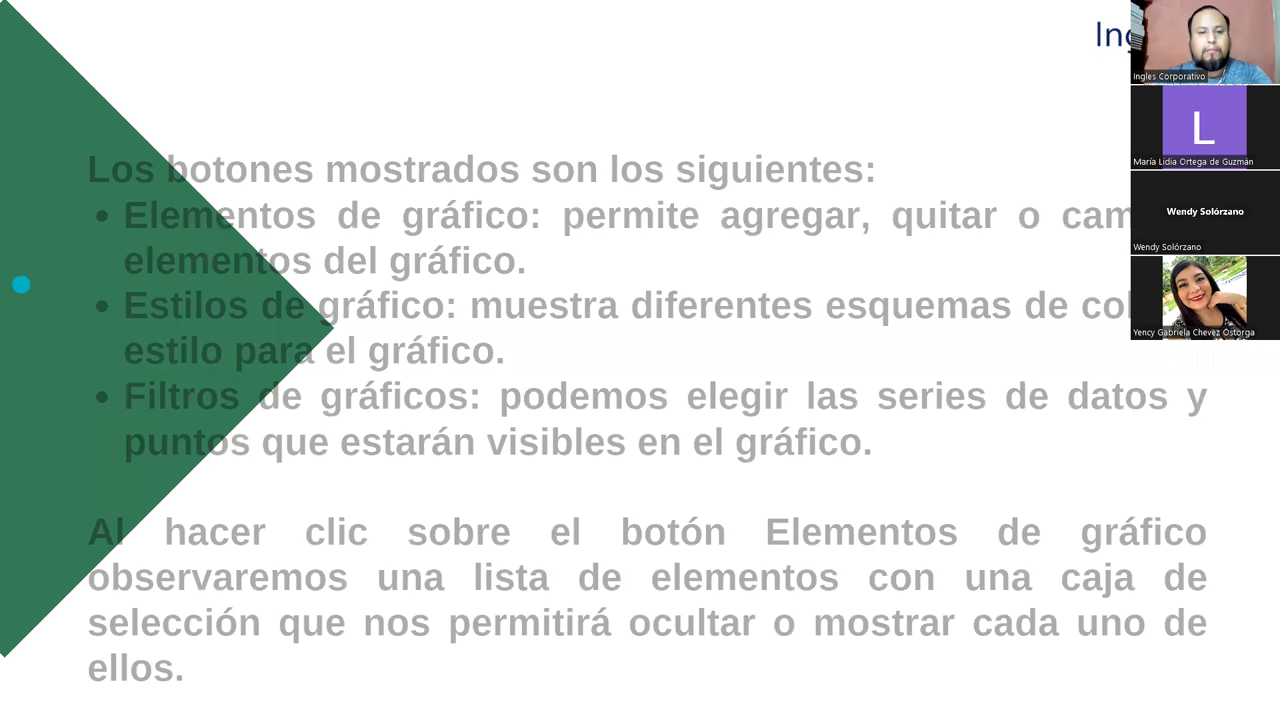 Los botones mostrados son los siguientes:
• Elementos de gráfico: permite agregar, quitar o
elementos del gráfico.
• Estilos de gráfico: muestra diferentes esquemas de
estilo para el gráfico.
• Filtros de gráficos: podemos elegir las series de datos y
puntos que estarán visibles en el gráfico.
Al hacer clic sobre el botón Elementos de gráfico
observaremos una lista de elementos con una caja de
selección que nos permitirá ocultar o mostrar cada uno de
ellos.
Ingles Corporativo
L
María Lidia Ortega de Guzmán
Wendy Solórzano
Wendy Solórzano
Yency Gabriela Chevez Ostorga